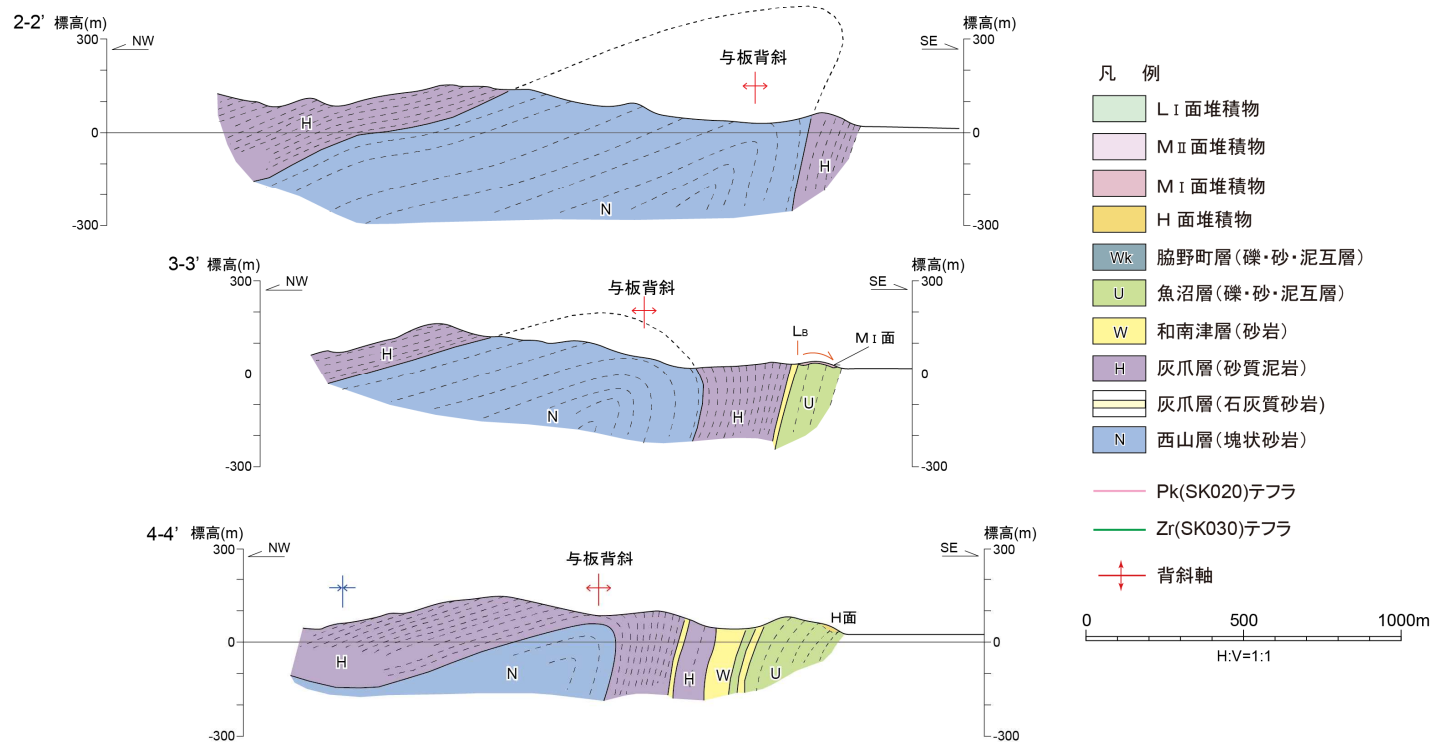 2-2’ 標高(m)
300
0
-300
NW
与板背斜
SE
標高(m)
300
0
-300
H
N
H
3-3’ 標高(m)
300
0
-300
NW
与板背斜
SE
標高(m)
300
0
-300
LB
MⅠ面
H
N
H
U
4-4’ 標高(m)
300
0
-300
NW
与板背斜
SE
標高(m)
300
0
-300
H面
H
N
H
W
U
凡 例
LⅠ面堆積物
MⅡ面堆積物
MⅠ面堆積物
H面堆積物
Wk 脇野町層(礫・砂・泥互層)
U 魚沼層(礫・砂・泥互層)
W 和南津層(砂岩)
H 灰爪層(砂質泥岩)
灰爪層(石灰質砂岩)
N 西山層(塊状砂岩)
Pk(SK020)テフラ
Zr(SK030)テフラ
背斜軸
0 500 1000m
H:V=1:1